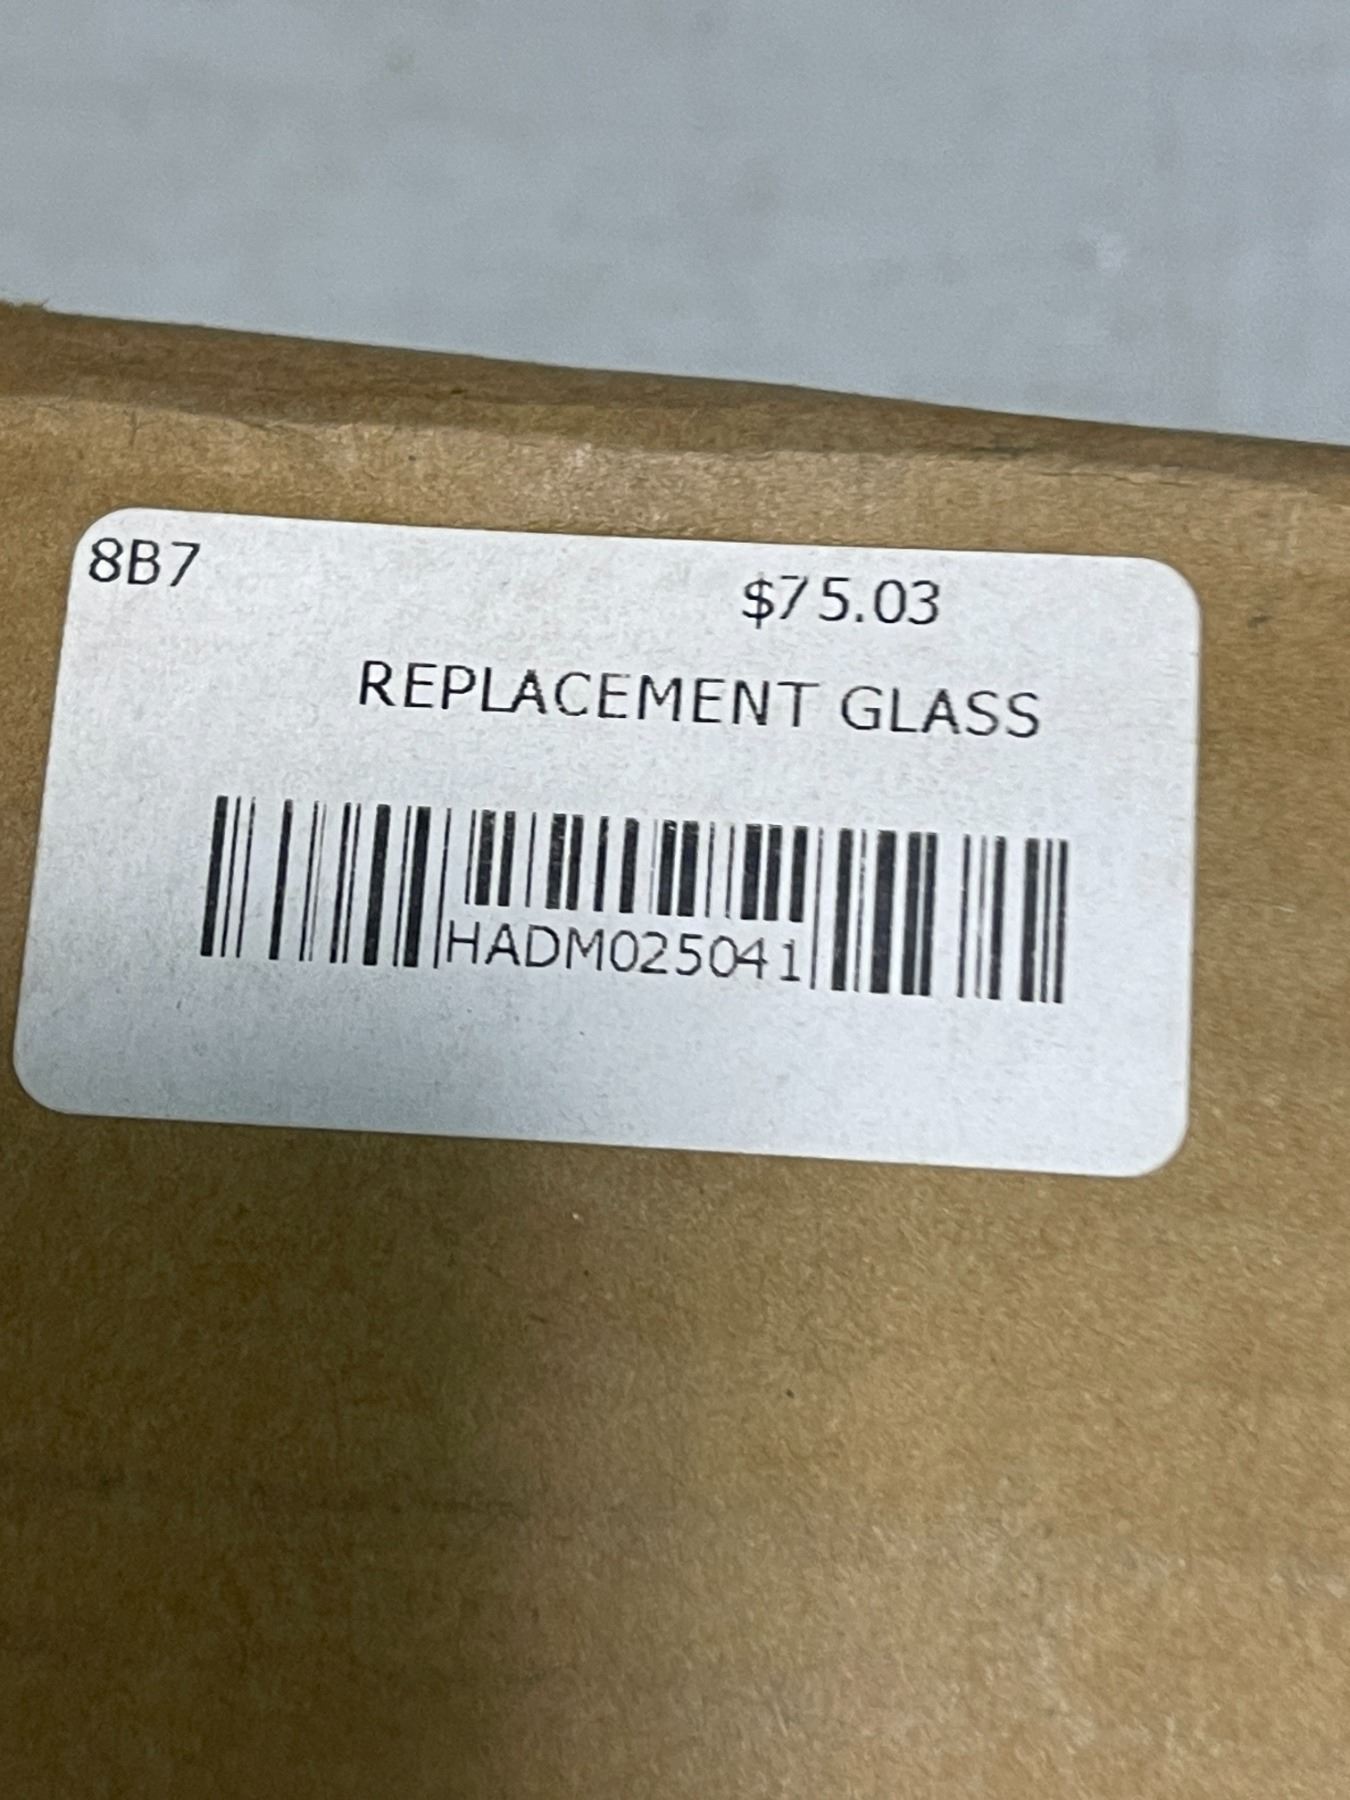 8B7 $75.03
REPLACEMENT GLASS
HADM025041